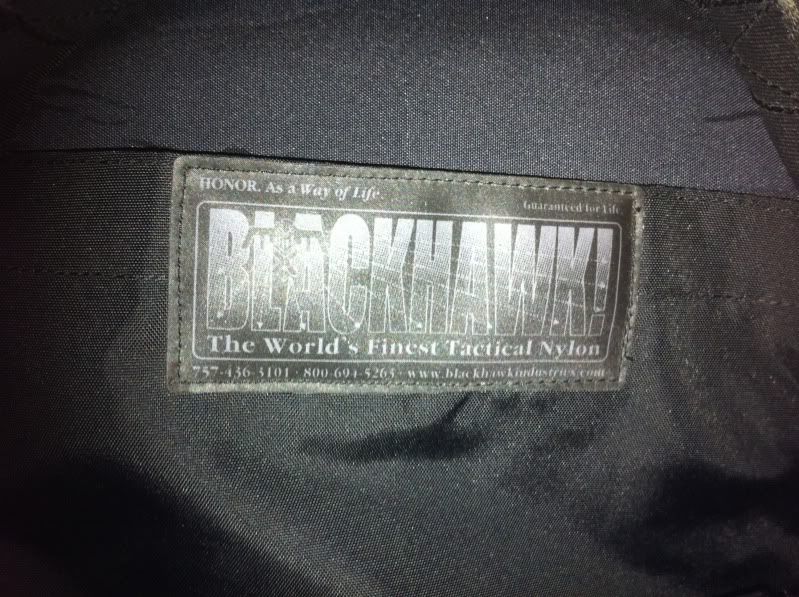 HONOR. As a Way of Life
Guaranteed for Life.
BLACKHAWK!
The World's Finest Tactical Nylon
757-436-3101 · 800-694-5263 · www.blackhawkindustries.com